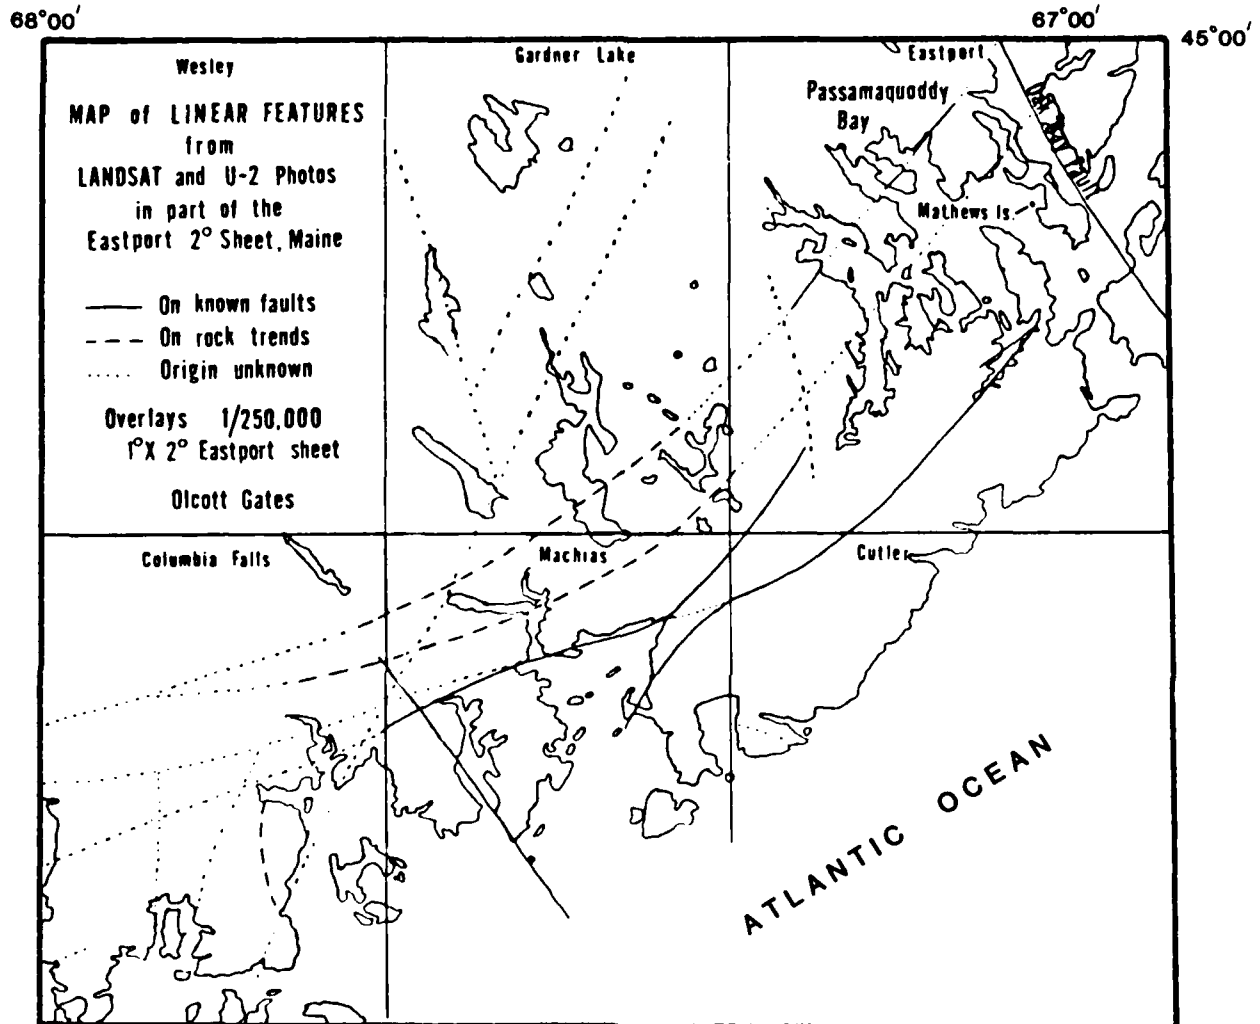 68°00′
67°00′
45°00′
Wesley
Gardner Lake
Eastport
MAP of LINEAR FEATURES
from
LANDSAT and U-2 Photos
in part of the
Eastport 2° Sheet, Maine
On known faults
On rock trends
Origin unknown
Overlays 1/250,000
1°X 2° Eastport sheet
Olcott Gates
Passamaquoddy
Bay
Mathews Is.
Columbia Falls
Machias
Cutler
ATLANTIC OCEAN